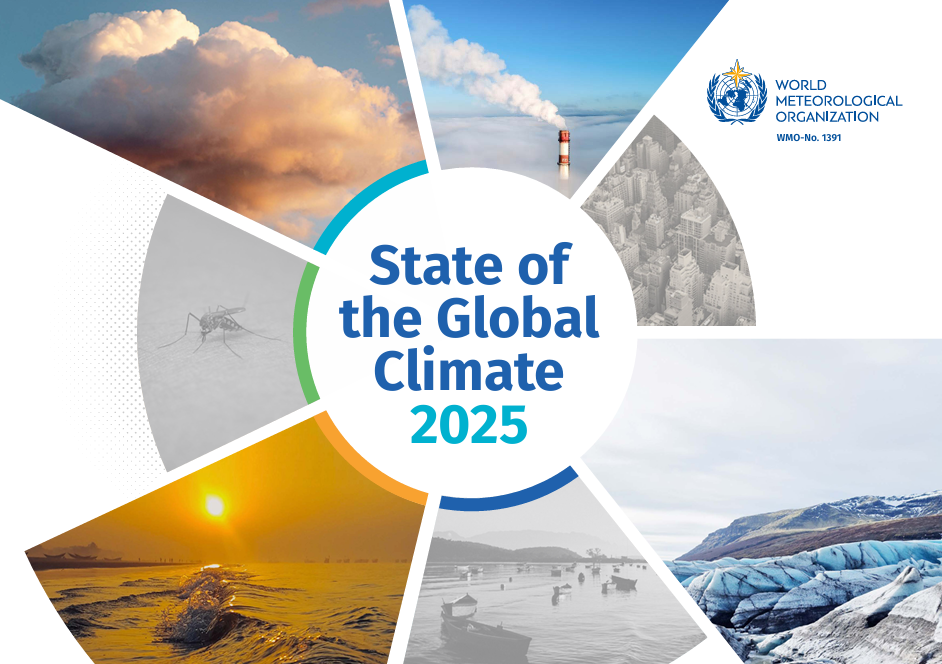 WORLD
METEOROLOGICAL
ORGANIZATION
WMO-No. 1391
State of
the Global
Climate
2025